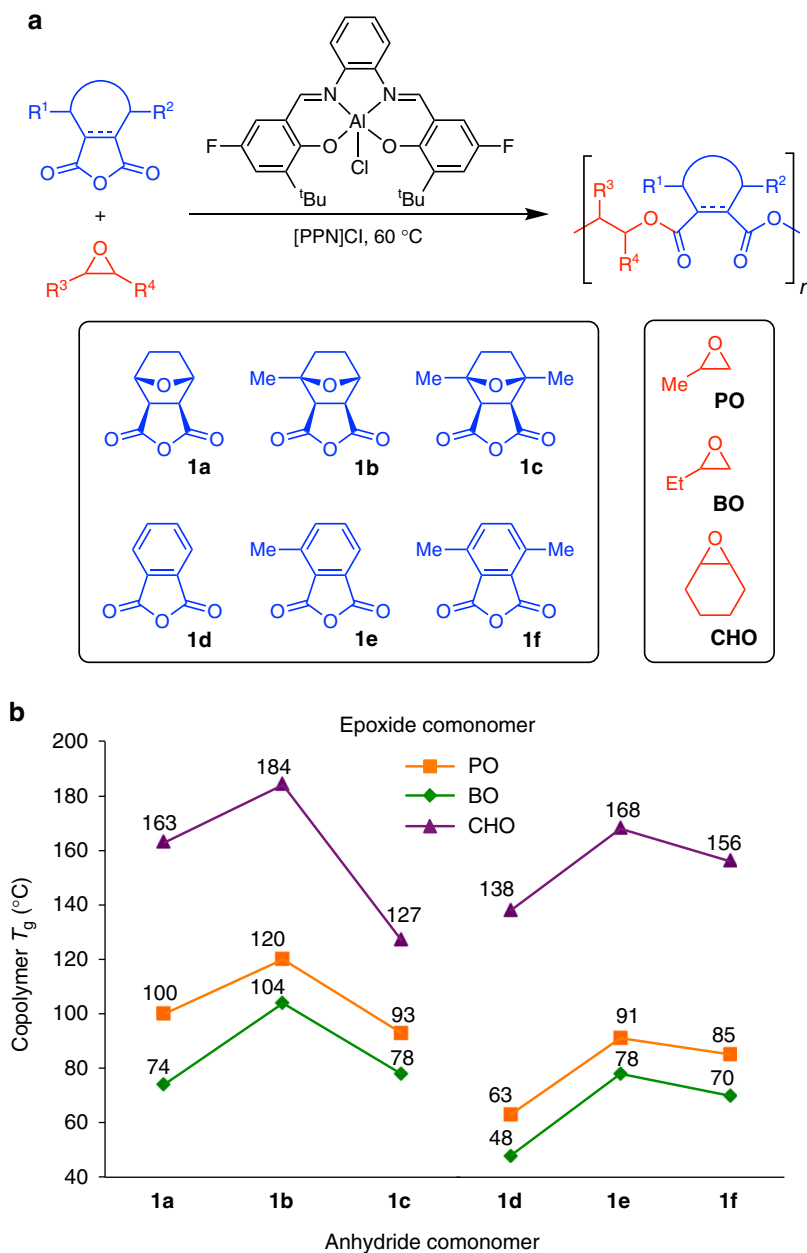 a
R¹ R²
O O O
+
O
R³ R⁴
N N
Al
F O O F
Cl
ᵗBu ᵗBu
[PPN]Cl, 60 °C
R³ R¹ R²
O O
R⁴ O O
n
O
O O O
1a
Me O
O O O
1b
Me O Me
O O O
1c
O O O
1d
Me
O O O
1e
Me Me
O O O
1f
O
Me
PO
O
Et
BO
O
CHO
b
Epoxide comonomer
PO
BO
CHO
Copolymer Tg (°C)
200
180
160
140
120
100
80
60
40
163 184 127 138 168 156
100 120 93 63 91 85
74 104 78 48 78 70
1a 1b 1c 1d 1e 1f
Anhydride comonomer